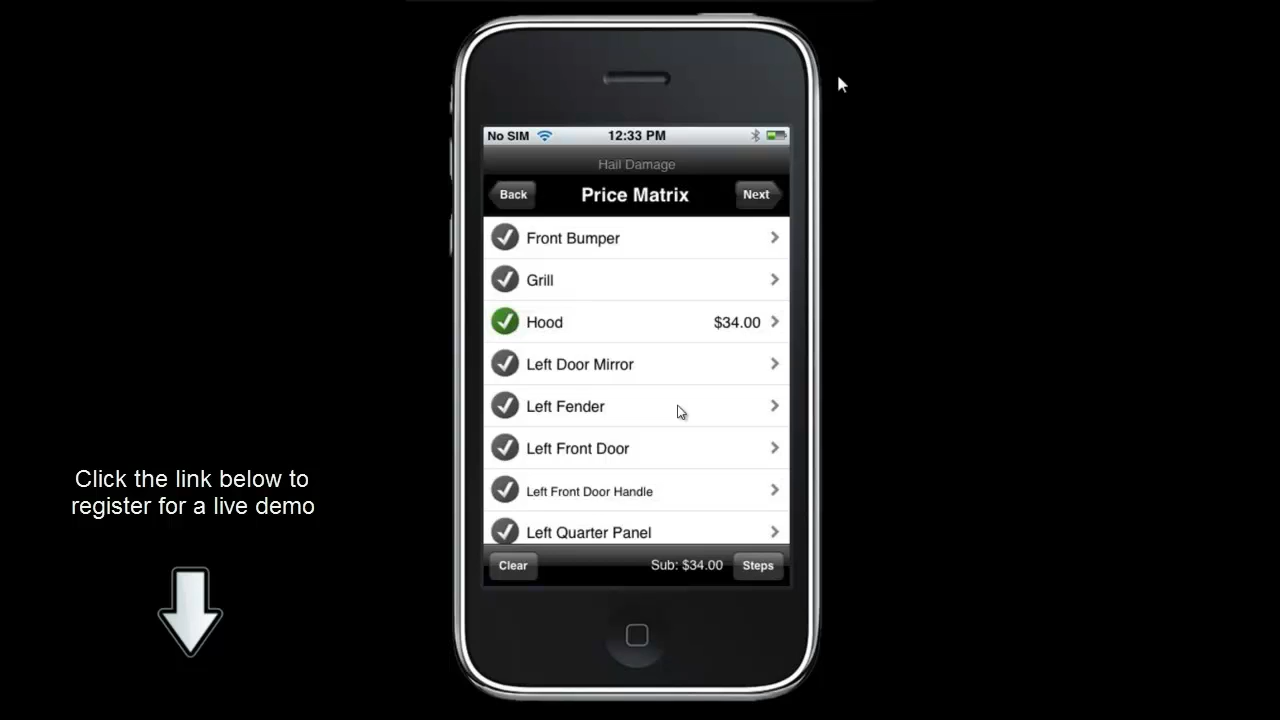 No SIM 12:33 PM
Hail Damage
Back Price Matrix Next
Front Bumper
Grill
Hood $34.00
Left Door Mirror
Left Fender
Left Front Door
Left Front Door Handle
Left Quarter Panel
Clear Sub: $34.00 Steps
Click the link below to
register for a live demo